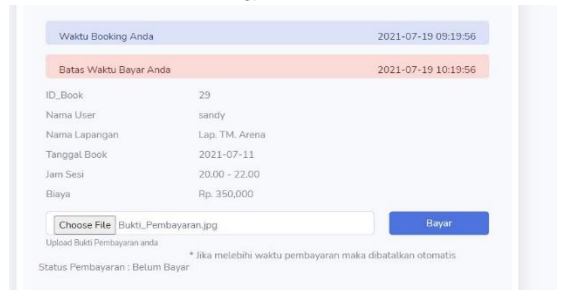 Waktu Booking Anda 2021-07-19 09:19:56
Batas Waktu Bayar Anda 2021-07-19 10:19:56
ID_Book 29
Nama User sandy
Nama Lapangan Lap. TM. Arena
Tanggal Book 2021-07-11
Jam Sesi 20.00 - 22.00
Biaya Rp. 350,000
Choose File Bukti_Pembayaran.jpg Bayar
Upload Bukti Pembayaran anda
* Jika melebihi waktu pembayaran maka dibatalkan otomatis
Status Pembayaran : Belum Bayar